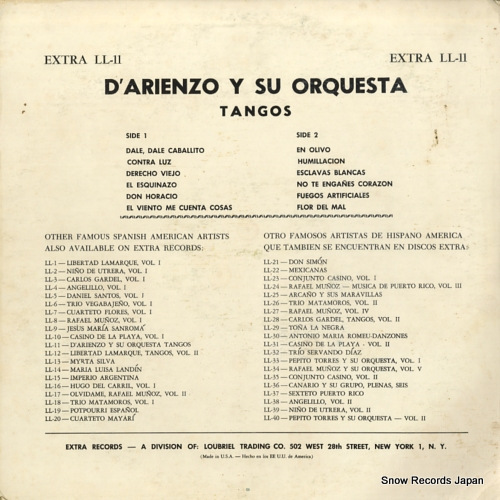 EXTRA LL-11
EXTRA LL-11
D'ARIENZO Y SU ORQUESTA
TANGOS
SIDE 1
DALE, DALE CABALLITO
CONTRA LUZ
DERECHO VIEJO
EL ESQUINAZO
DON HORACIO
EL VIENTO ME CUENTA COSAS
SIDE 2
EN OLIVO
HUMILLACION
ESCLAVAS BLANCAS
NO TE ENGAÑES CORAZON
FUEGOS ARTIFICIALES
FLOR DEL MAL
OTHER FAMOUS SPANISH AMERICAN ARTISTS
ALSO AVAILABLE ON EXTRA RECORDS:
LL-1 — LIBERTAD LAMARQUE, VOL. I
LL-2 — NIÑO DE UTRERA, VOL. I
LL-3 — CARLOS GARDEL, VOL. I
LL-4 — ANGELILLO, VOL. I
LL-5 — DANIEL SANTOS, VOL. I
LL-6 — TRIO VEGABAJEÑO, VOL. I
LL-7 — CUARTETO FLORES, VOL. I
LL-8 — RAFAEL MUÑOZ, VOL. I
LL-9 — JESUS MARÍA SANROMÁ
LL-10 — CASINO DE LA PLAYA, VOL. I
LL-11 — D'ARIENZO Y SU ORQUESTA TANGOS
LL-12 — LIBERTAD LAMARQUE, TANGOS, VOL. II
LL-13 — MYRTA SILVA
LL-14 — MARIA LUISA LANDÍN
LL-15 — IMPERIO ARGENTINA
LL-16 — HUGO DEL CARRIL, VOL. I
LL-17 — OLVIDAME, RAFAEL MUÑOZ, VOL. II
LL-18 — TRIO MATAMOROS, VOL. I
LL-19 — POTPOURRI ESPAÑOL
LL-20 — CUARTETO MAYARÍ
OTRO FAMOSOS ARTISTAS DE HISPANO AMERICA
QUE TAMBIEN SE ENCUENTRAN EN DISCOS EXTRA:
LL-21 — DON SIMÓN
LL-22 — MEXICANAS
LL-23 — CONJUNTO CASINO, VOL. I
LL-24 — RAFAEL MUÑOZ — MUSICA DE PUERTO RICO, VOL. III
LL-25 — ARCAÑO Y SUS MARAVILLAS
LL-26 — TRIO MATAMOROS, VOL. II
LL-27 — RAFAEL MUÑOZ, VOL. IV
LL-28 — CARLOS GARDEL, TANGOS, VOL. II
LL-29 — TOÑA LA NEGRA
LL-30 — ANTONIO MARIA ROMEU-DANZONES
LL-31 — CASINO DE LA PLAYA - VOL. II
LL-32 — TRÍO SERVANDO DÍAZ
LL-33 — PEPITO TORRES Y SU ORQUESTA, VOL. I
LL-34 — RAFAEL MUÑOZ Y SU ORQUESTA, VOL. V
LL-35 — CONJUNTO CASINO, VOL. II
LL-36 — CANARIO Y SU GRUPO, PLENAS, SEIS
LL-37 — SEXTETO PUERTO RICO
LL-38 — ANGELILLO, VOL. II
LL-39 — NIÑO DE UTRERA, VOL. II
LL-40 — PEPITO TORRES Y SU ORQUESTA — VOL. II
EXTRA RECORDS — A DIVISION OF: LOUBRIEL TRADING CO. 502 WEST 28th STREET, NEW YORK 1, N. Y.
(Made in U.S.A. — Hecho en los EE U.U. de America)
Snow Records Japan
www.snowrecords.jp